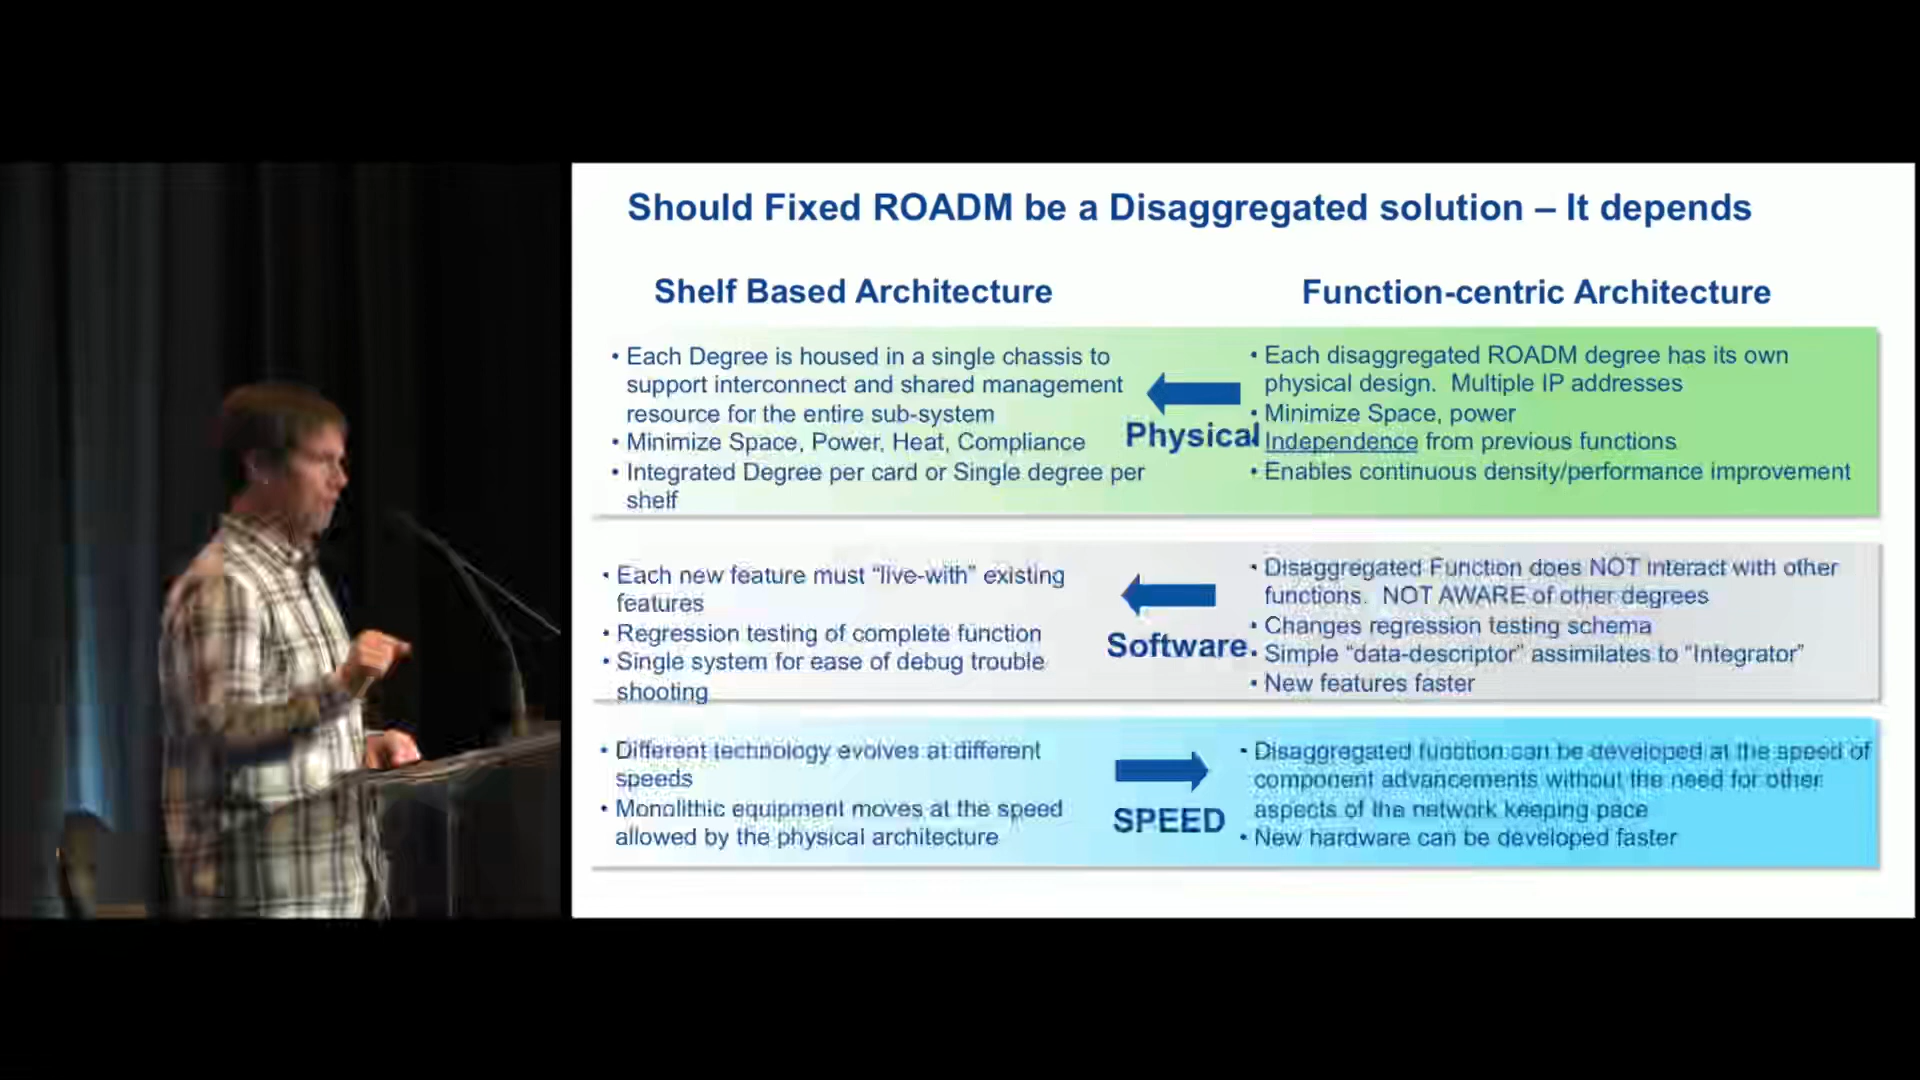 Should Fixed ROADM be a Disaggregated solution – It depends
Shelf Based Architecture
Function-centric Architecture
• Each Degree is housed in a single chassis to
support interconnect and shared management
resource for the entire sub-system
• Minimize Space, Power, Heat, Compliance
• Integrated Degree per card or Single degree per
shelf
Physical
• Each disaggregated ROADM degree has its own
physical design. Multiple IP addresses
• Minimize Space, power
• Independence from previous functions
• Enables continuous density/performance improvement
• Each new feature must “live-with” existing
features
• Regression testing of complete function
• Single system for ease of debug trouble
shooting
Software
• Disaggregated Function does NOT interact with other
functions. NOT AWARE of other degrees
• Changes regression testing schema
• Simple “data-descriptor” assimilates to “Integrator”
• New features faster
• Different technology evolves at different
speeds
• Monolithic equipment moves at the speed
allowed by the physical architecture
SPEED
• Disaggregated function can be developed at the speed of
component advancements without the need for other
aspects of the network keeping pace
• New hardware can be developed faster